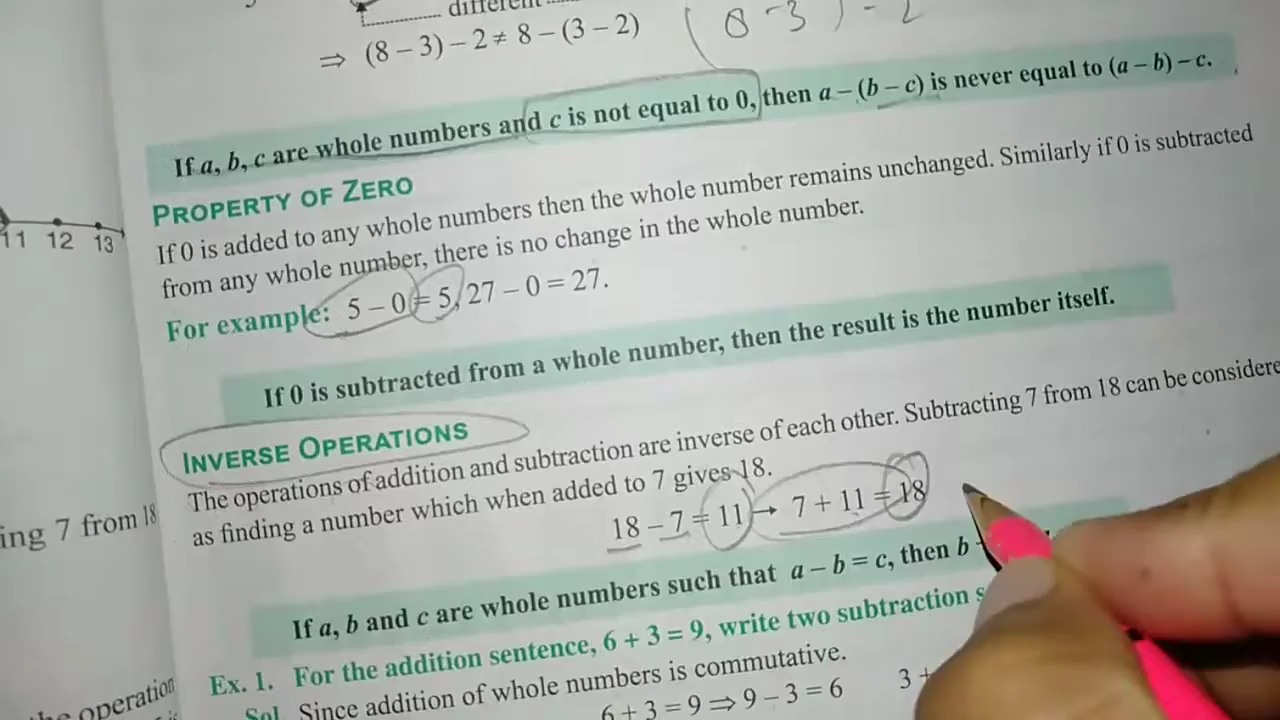 different
⇒ (8 – 3) – 2 ≠ 8 – (3 – 2)
(8 - 3) - 2
If a, b, c are whole numbers and c is not equal to 0, then a – (b – c) is never equal to (a – b) – c.
PROPERTY OF ZERO
If 0 is added to any whole numbers then the whole number remains unchanged. Similarly if 0 is subtracted
from any whole number, there is no change in the whole number.
For example: 5 – 0 = 5, 27 – 0 = 27.
11 12 13
If 0 is subtracted from a whole number, then the result is the number itself.
INVERSE OPERATIONS
The operations of addition and subtraction are inverse of each other. Subtracting 7 from 18 can be considere
as finding a number which when added to 7 gives 18.
18 – 7 = 11 → 7 + 11 = 18
ing 7 from 18
If a, b and c are whole numbers such that a – b = c, then b
Ex. 1. For the addition sentence, 6 + 3 = 9, write two subtraction s
Sol Since addition of whole numbers is commutative.
6 + 3 = 9 ⇒ 9 – 3 = 6 3 +
operation